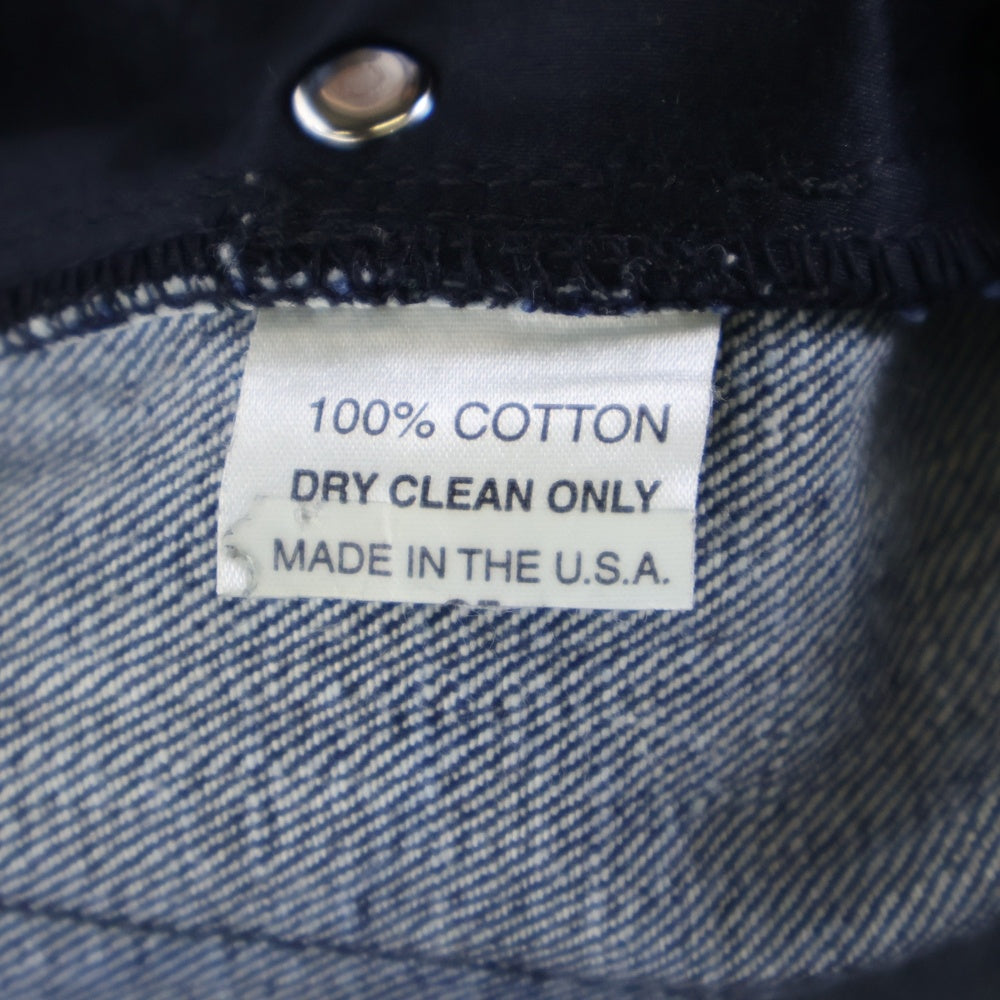 100% COTTON
DRY CLEAN ONLY
MADE IN THE U.S.A.